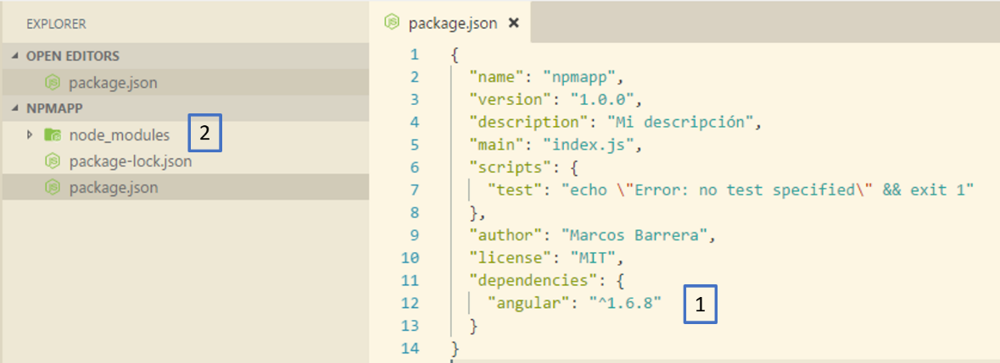 EXPLORER
OPEN EDITORS
package.json
NPMAPP
node_modules
2
package-lock.json
package.json
package.json
1 {
2 "name": "npmapp",
3 "version": "1.0.0",
4 "description": "Mi descripción",
5 "main": "index.js",
6 "scripts": {
7 "test": "echo \"Error: no test specified\" && exit 1"
8 },
9 "author": "Marcos Barrera",
10 "license": "MIT",
11 "dependencies": {
12 "angular": "^1.6.8"
1
13 }
14 }